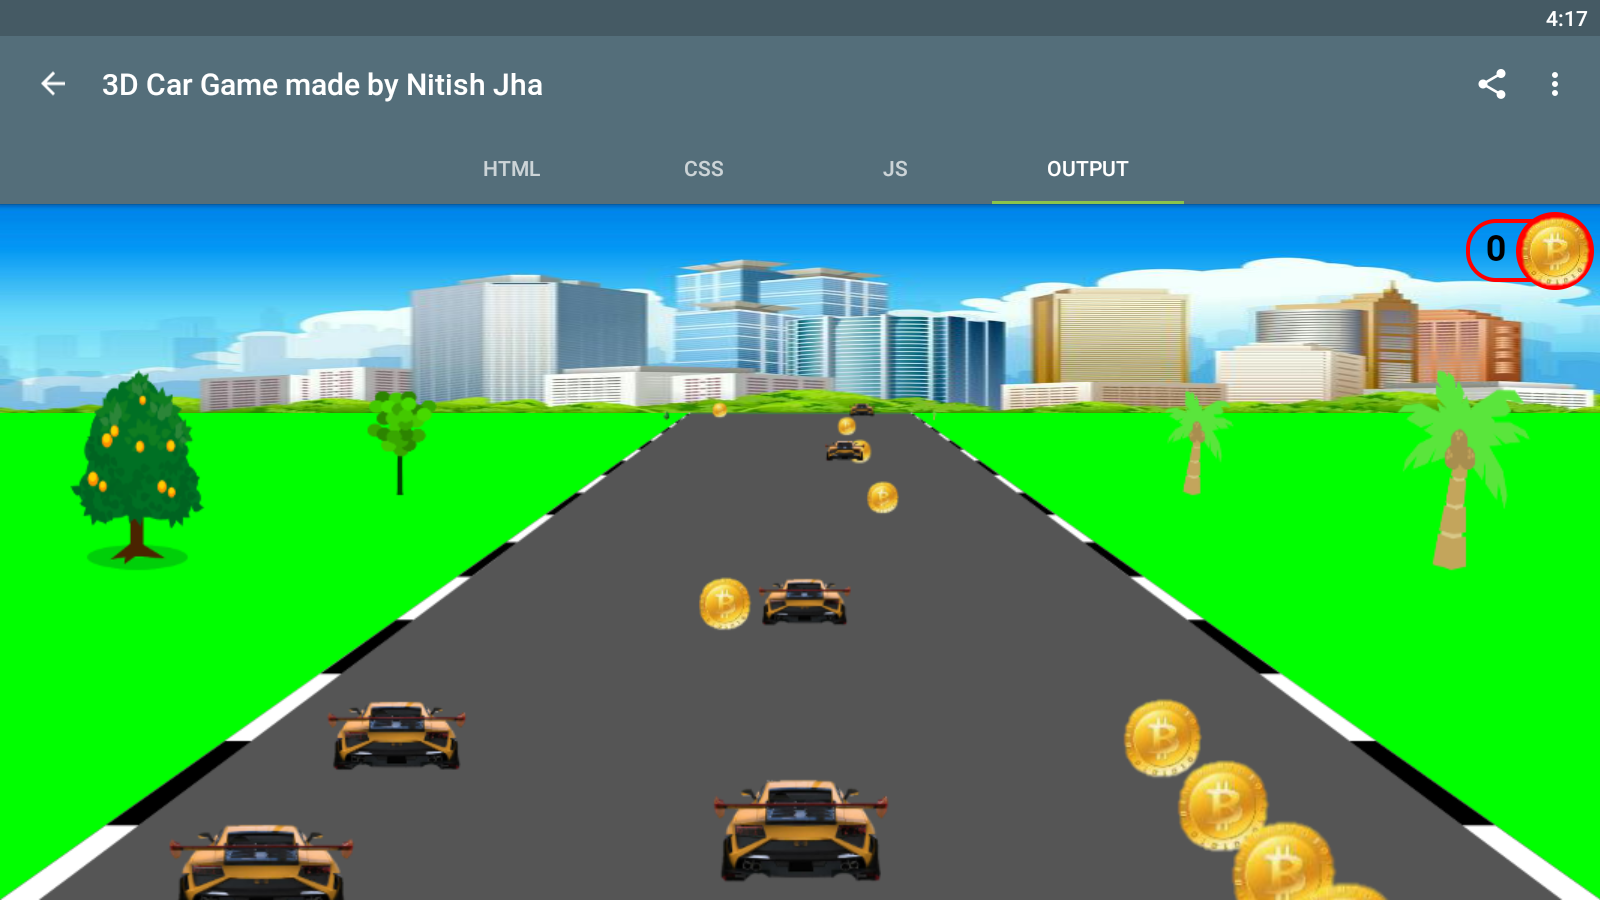 4:17
3D Car Game made by Nitish Jha
HTML CSS JS OUTPUT
0